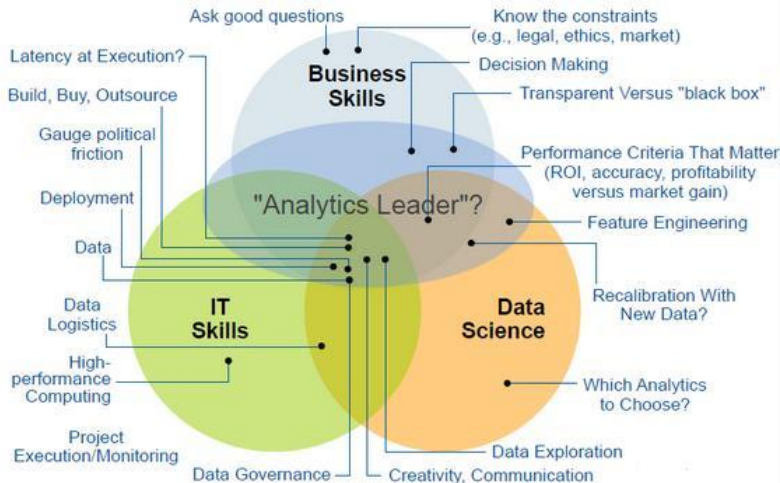 Ask good questions
Know the constraints
(e.g., legal, ethics, market)
Latency at Execution?
Business
Skills
Decision Making
Build, Buy, Outsource
Transparent Versus "black box"
Gauge political
friction
Performance Criteria That Matter
(ROI, accuracy, profitability
versus market gain)
Deployment
"Analytics Leader"?
Feature Engineering
Data
Data
Logistics
IT
Skills
Data
Science
Recalibration With
New Data?
High-
performance
Computing
Which Analytics
to Choose?
Project
Execution/Monitoring
Data Exploration
Data Governance
Creativity, Communication